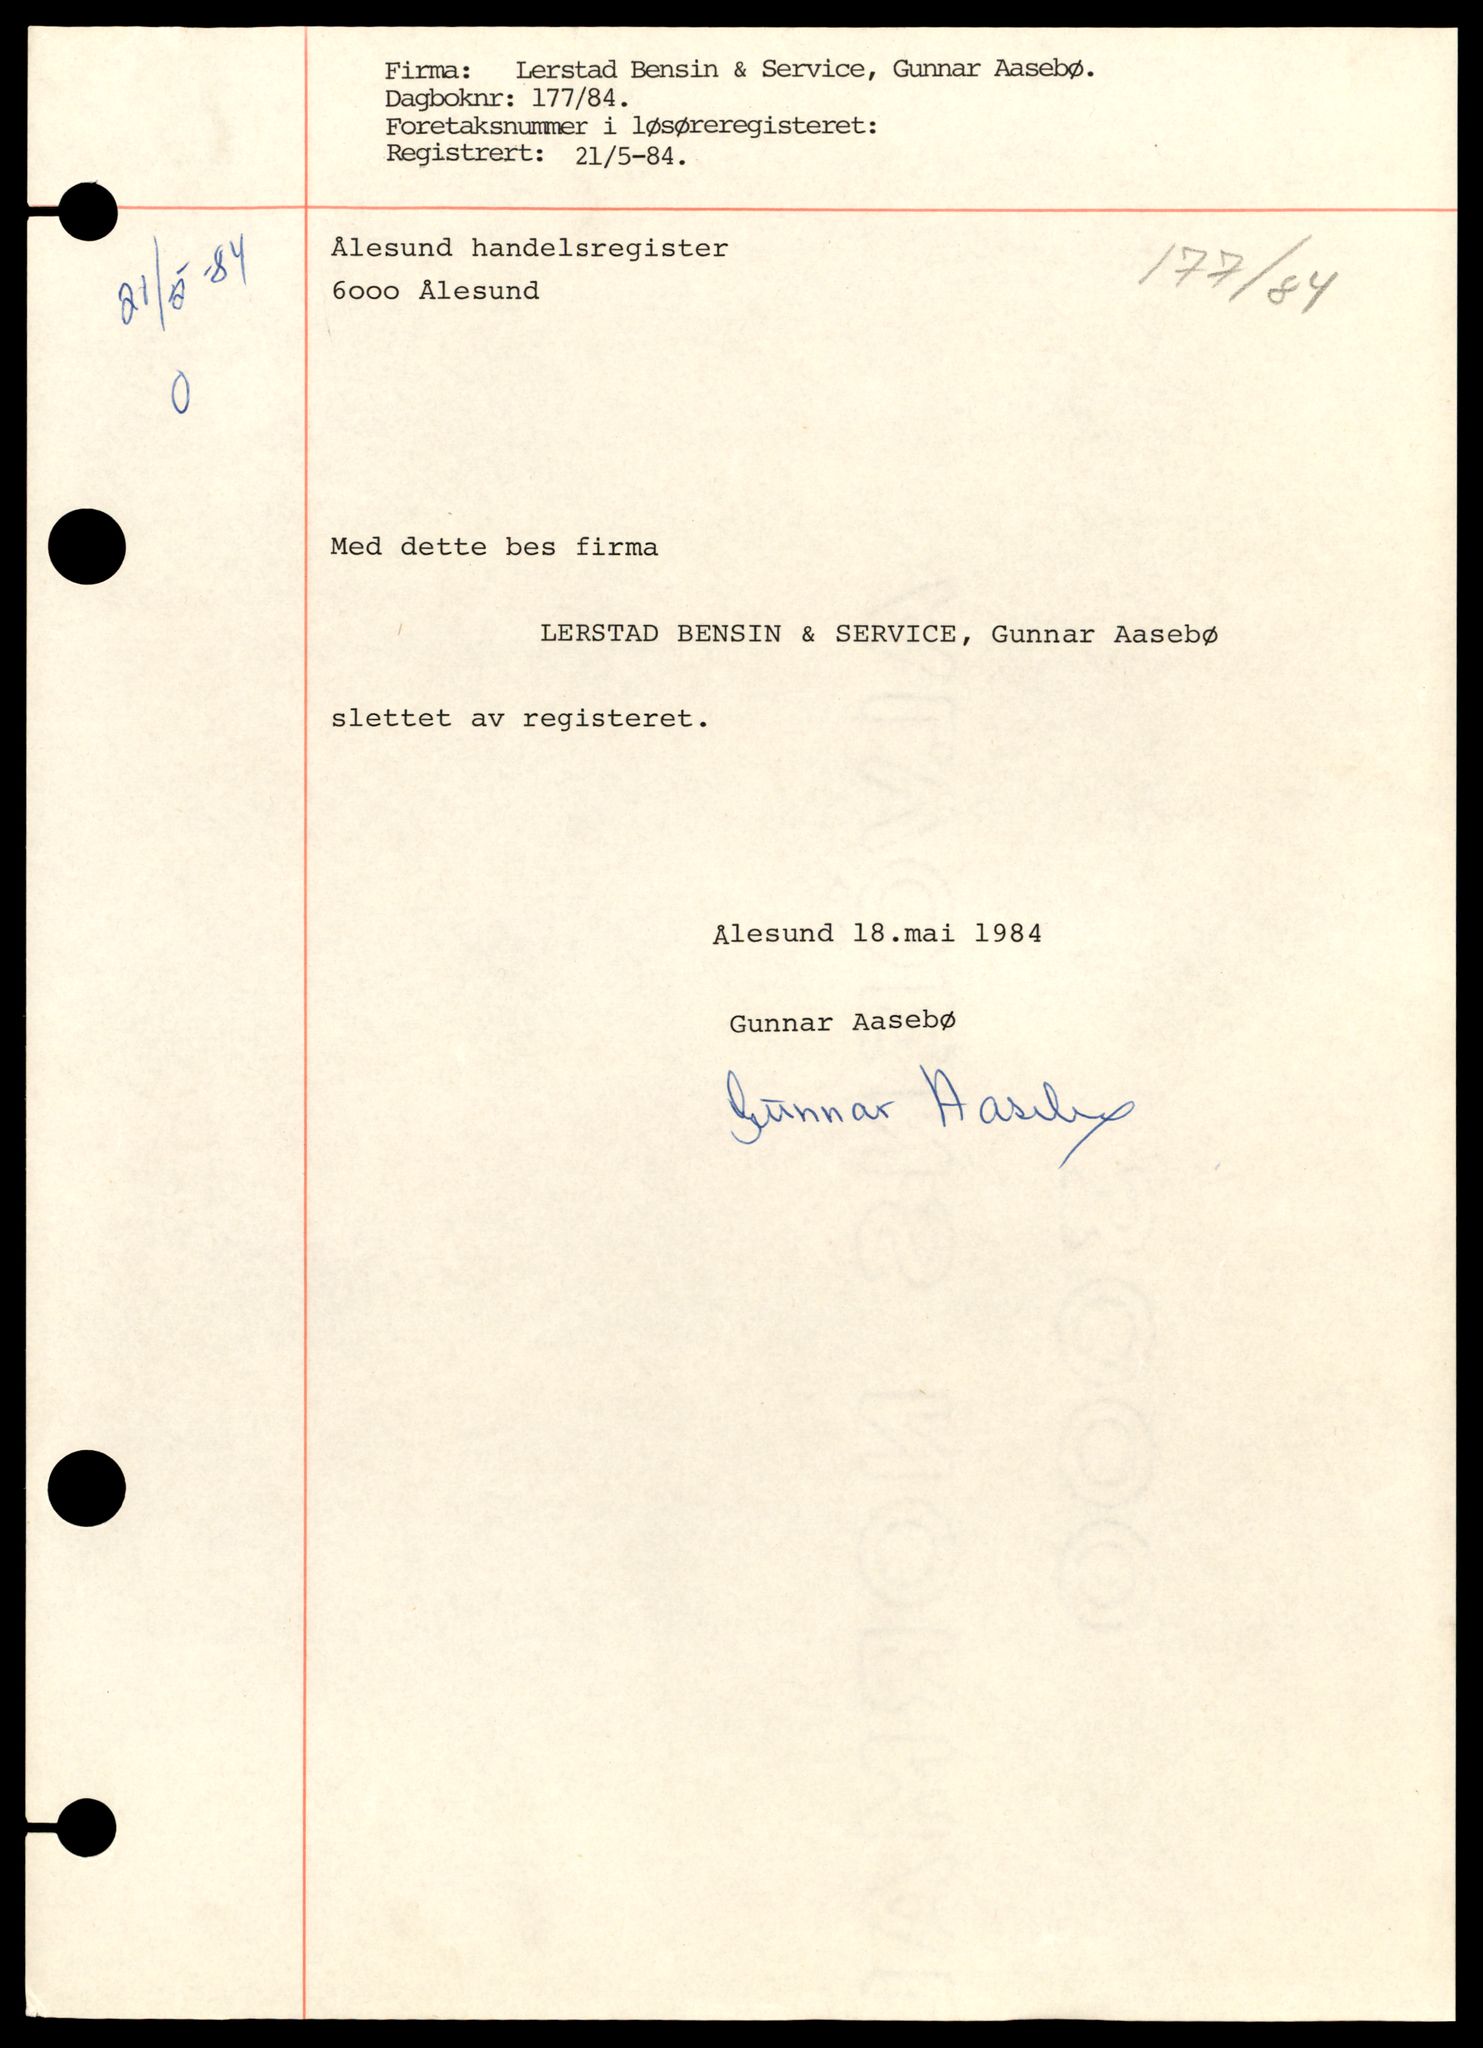 Firma: Lerstad Bensin & Service, Gunnar Aasebø.
Dagboknr: 177/84.
Foretaksnummer i løsøreregisteret:
Registrert: 21/5-84.
21/5-84
0
Ålesund handelsregister
6ooo Ålesund
177/84
Med dette bes firma
LERSTAD BENSIN & SERVICE, Gunnar Aasebø
slettet av registeret.
Ålesund 18.mai 1984
Gunnar Aasebø
Gunnar Aasebø